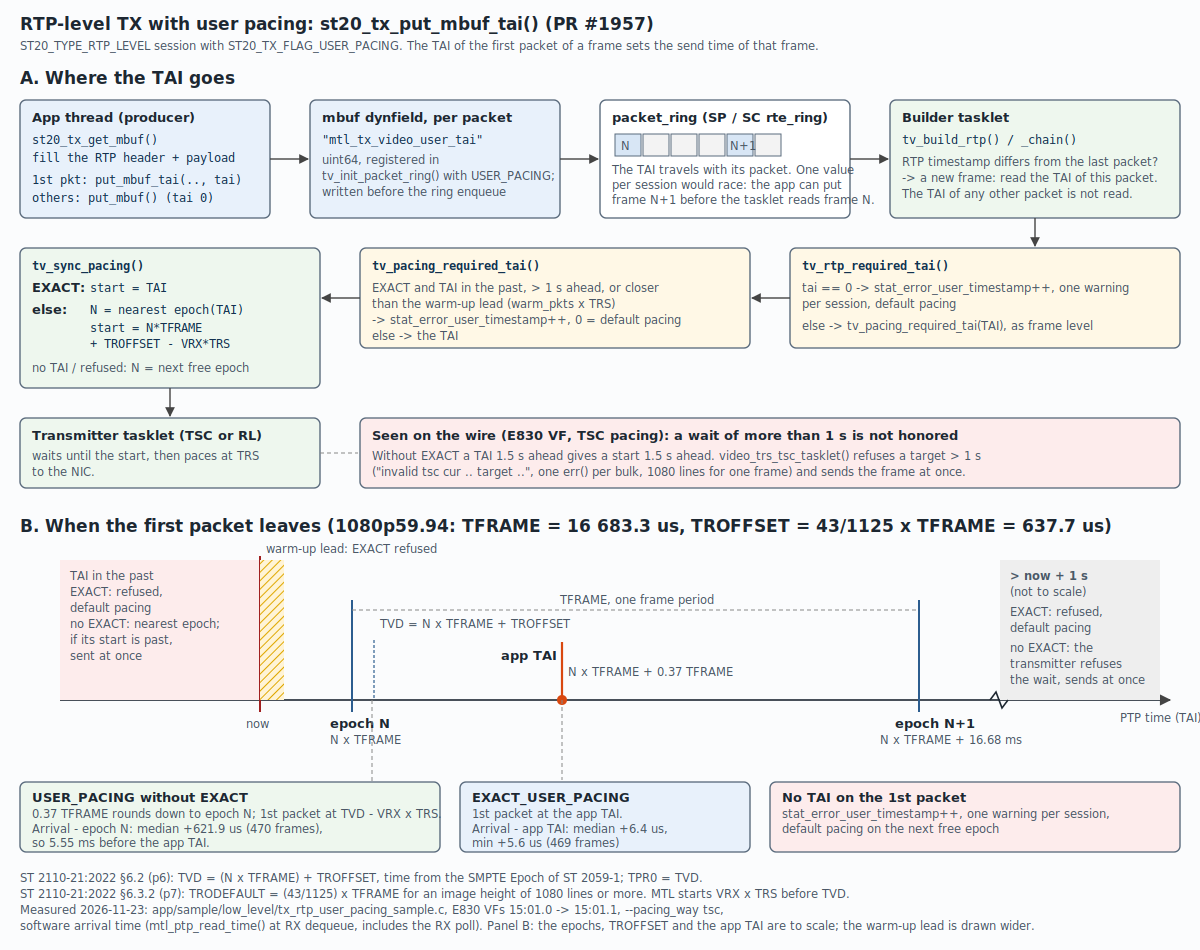 RTP-level TX with user pacing: st20_tx_put_mbuf_tai() (PR #1957)
ST20_TYPE_RTP_LEVEL session with ST20_TX_FLAG_USER_PACING. The TAI of the first packet of a frame sets the send time of that frame.
A. Where the TAI goes
App thread (producer)
st20_tx_get_mbuf()
fill the RTP header + payload
1st pkt: put_mbuf_tai(.., tai)
others: put_mbuf() (tai 0)
mbuf dynfield, per packet
"mtl_tx_video_user_tai"
uint64, registered in
tv_init_packet_ring() with USER_PACING;
written before the ring enqueue
packet_ring (SP / SC rte_ring)
N
N+1
The TAI travels with its packet. One value
per session would race: the app can put
frame N+1 before the tasklet reads frame N.
Builder tasklet
tv_build_rtp() / _chain()
RTP timestamp differs from the last packet?
-> a new frame: read the TAI of this packet.
The TAI of any other packet is not read.
tv_sync_pacing()
EXACT: start = TAI
else: N = nearest epoch(TAI)
start = N*TFRAME
+ TROFFSET - VRX*TRS
no TAI / refused: N = next free epoch
tv_pacing_required_tai()
EXACT and TAI in the past, > 1 s ahead, or closer
than the warm-up lead (warm_pkts x TRS)
-> stat_error_user_timestamp++, 0 = default pacing
else -> the TAI
tv_rtp_required_tai()
tai == 0 -> stat_error_user_timestamp++, one warning
per session, default pacing
else -> tv_pacing_required_tai(TAI), as frame level
Transmitter tasklet (TSC or RL)
waits until the start, then paces at TRS
to the NIC.
Seen on the wire (E830 VF, TSC pacing): a wait of more than 1 s is not honored
Without EXACT a TAI 1.5 s ahead gives a start 1.5 s ahead. video_trs_tsc_tasklet() refuses a target > 1 s
("invalid tsc cur .. target ..", one err() per bulk, 1080 lines for one frame) and sends the frame at once.
B. When the first packet leaves (1080p59.94: TFRAME = 16 683.3 us, TROFFSET = 43/1125 x TFRAME = 637.7 us)
warm-up lead: EXACT refused
TAI in the past
EXACT: refused,
default pacing
no EXACT: nearest epoch;
if its start is past,
sent at once
TFRAME, one frame period
TVD = N x TFRAME + TROFFSET
app TAI
N x TFRAME + 0.37 TFRAME
> now + 1 s
(not to scale)
EXACT: refused,
default pacing
no EXACT: the
transmitter refuses
the wait, sends at once
now
epoch N
N x TFRAME
epoch N+1
N x TFRAME + 16.68 ms
PTP time (TAI)
USER_PACING without EXACT
0.37 TFRAME rounds down to epoch N; 1st packet at TVD - VRX x TRS.
Arrival - epoch N: median +621.9 us (470 frames),
so 5.55 ms before the app TAI.
EXACT_USER_PACING
1st packet at the app TAI.
Arrival - app TAI: median +6.4 us,
min +5.6 us (469 frames)
No TAI on the 1st packet
stat_error_user_timestamp++, one warning per session,
default pacing on the next free epoch
ST 2110-21:2022 §6.2 (p6): TVD = (N x TFRAME) + TROFFSET, time from the SMPTE Epoch of ST 2059-1; TPR0 = TVD.
ST 2110-21:2022 §6.3.2 (p7): TRODEFAULT = (43/1125) x TFRAME for an image height of 1080 lines or more. MTL starts VRX x TRS before TVD.
Measured 2026-11-23: app/sample/low_level/tx_rtp_user_pacing_sample.c, E830 VFs 15:01.0 -> 15:01.1, --pacing_way tsc,
software arrival time (mtl_ptp_read_time() at RX dequeue, includes the RX poll). Panel B: the epochs, TROFFSET and the app TAI are to scale; the warm-up lead is drawn wider.